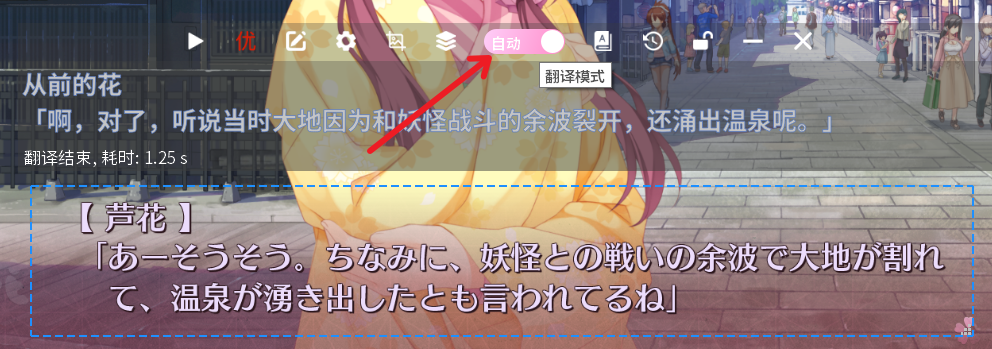 优
自动
翻译模式
从前的花
「啊，对了，听说当时大地因为和妖怪战斗的余波裂开，还涌出温泉呢。」
翻译结束, 耗时: 1.25 s
【 芦花 】
「あーそうそう。ちなみに、妖怪との戦いの余波で大地が割れ
て、温泉が湧き出したとも言われてるね」